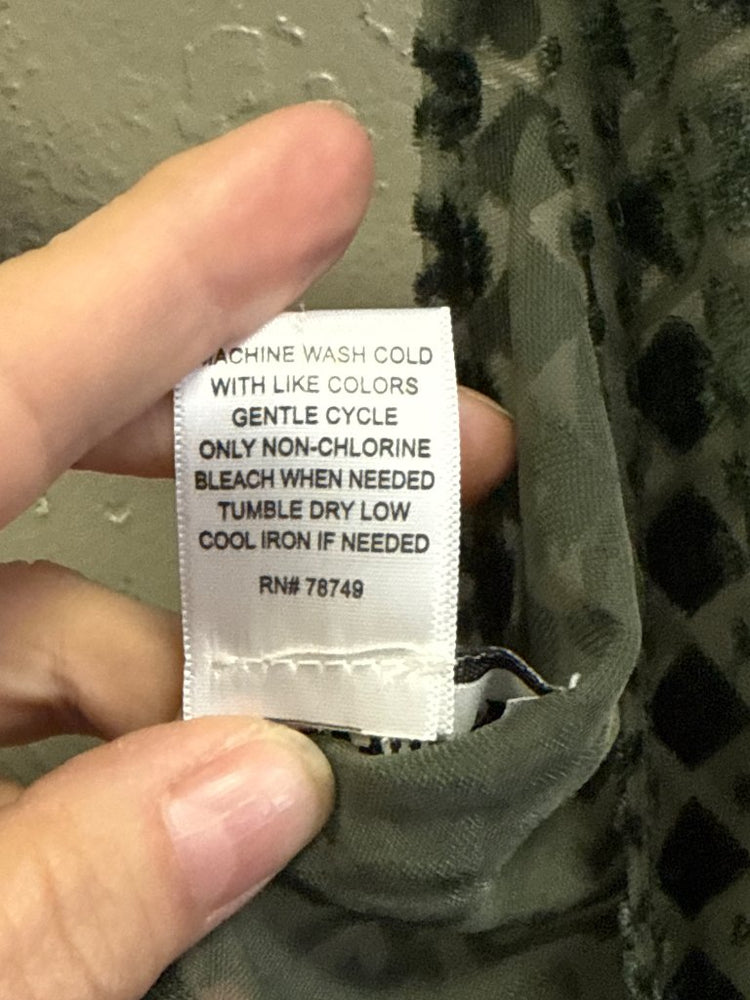 MACHINE WASH COLD
WITH LIKE COLORS
GENTLE CYCLE
ONLY NON-CHLORINE
BLEACH WHEN NEEDED
TUMBLE DRY LOW
COOL IRON IF NEEDED
RN# 78749